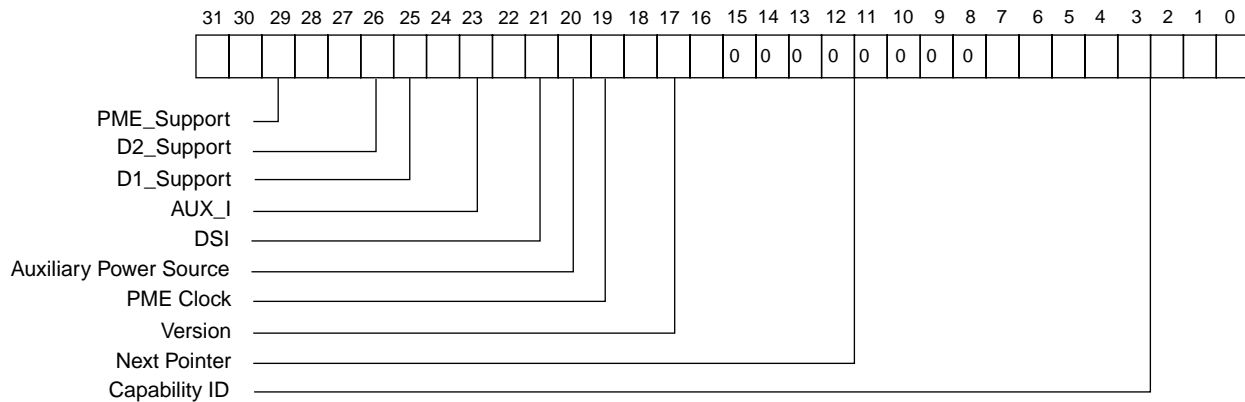 31 30 29 28 27 26 25 24 23 22 21 20 19 18 17 16 15 14 13 12 11 10 9 8 7 6 5 4 3 2 1 0
0 0 0 0 0 0 0 0
PME_Support
D2_Support
D1_Support
AUX_I
DSI
Auxiliary Power Source
PME Clock
Version
Next Pointer
Capability ID